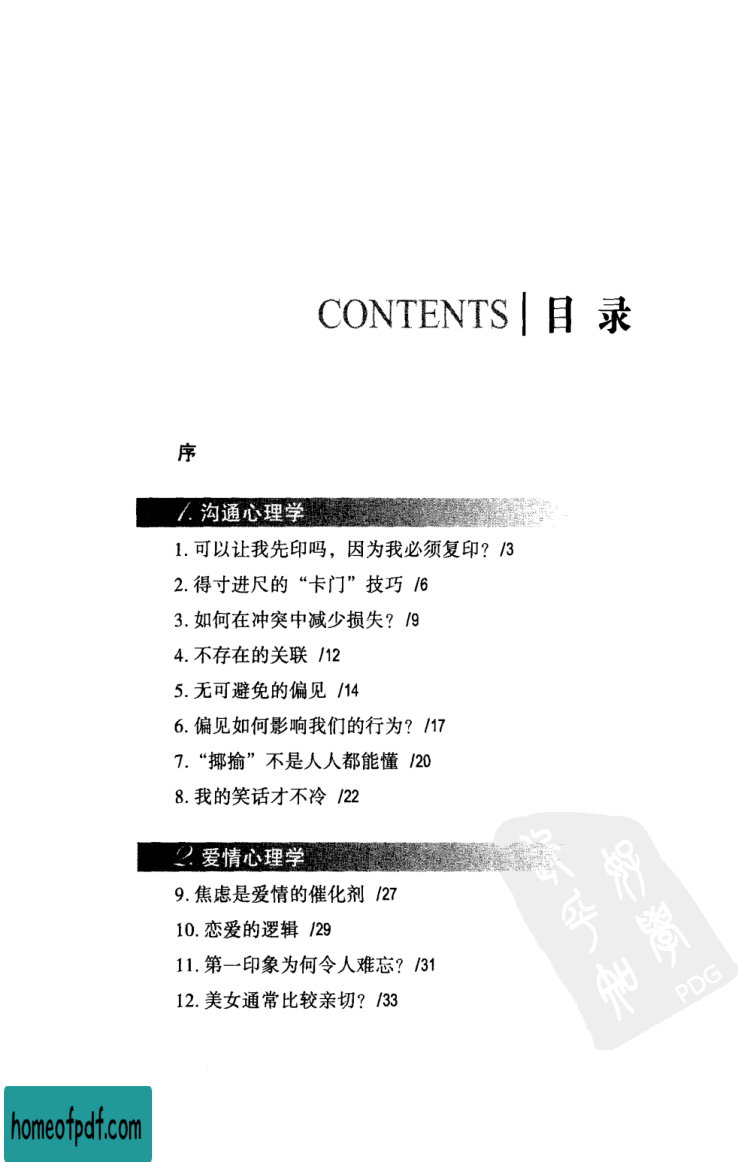 CONTENTS | 目 录
序
1. 沟通心理学
1. 可以让我先印吗，因为我必须复印？/3
2. 得寸进尺的“卡门”技巧 /6
3. 如何在冲突中减少损失？/9
4. 不存在的关联 /12
5. 无可避免的偏见 /14
6. 偏见如何影响我们的行为？/17
7. “揶揄”不是人人都能懂 /20
8. 我的笑话才不冷 /22
2. 爱情心理学
9. 焦虑是爱情的催化剂 /27
10. 恋爱的逻辑 /29
11. 第一印象为何令人难忘？/31
12. 美女通常比较亲切？/33
PDG
homeofpdf.com